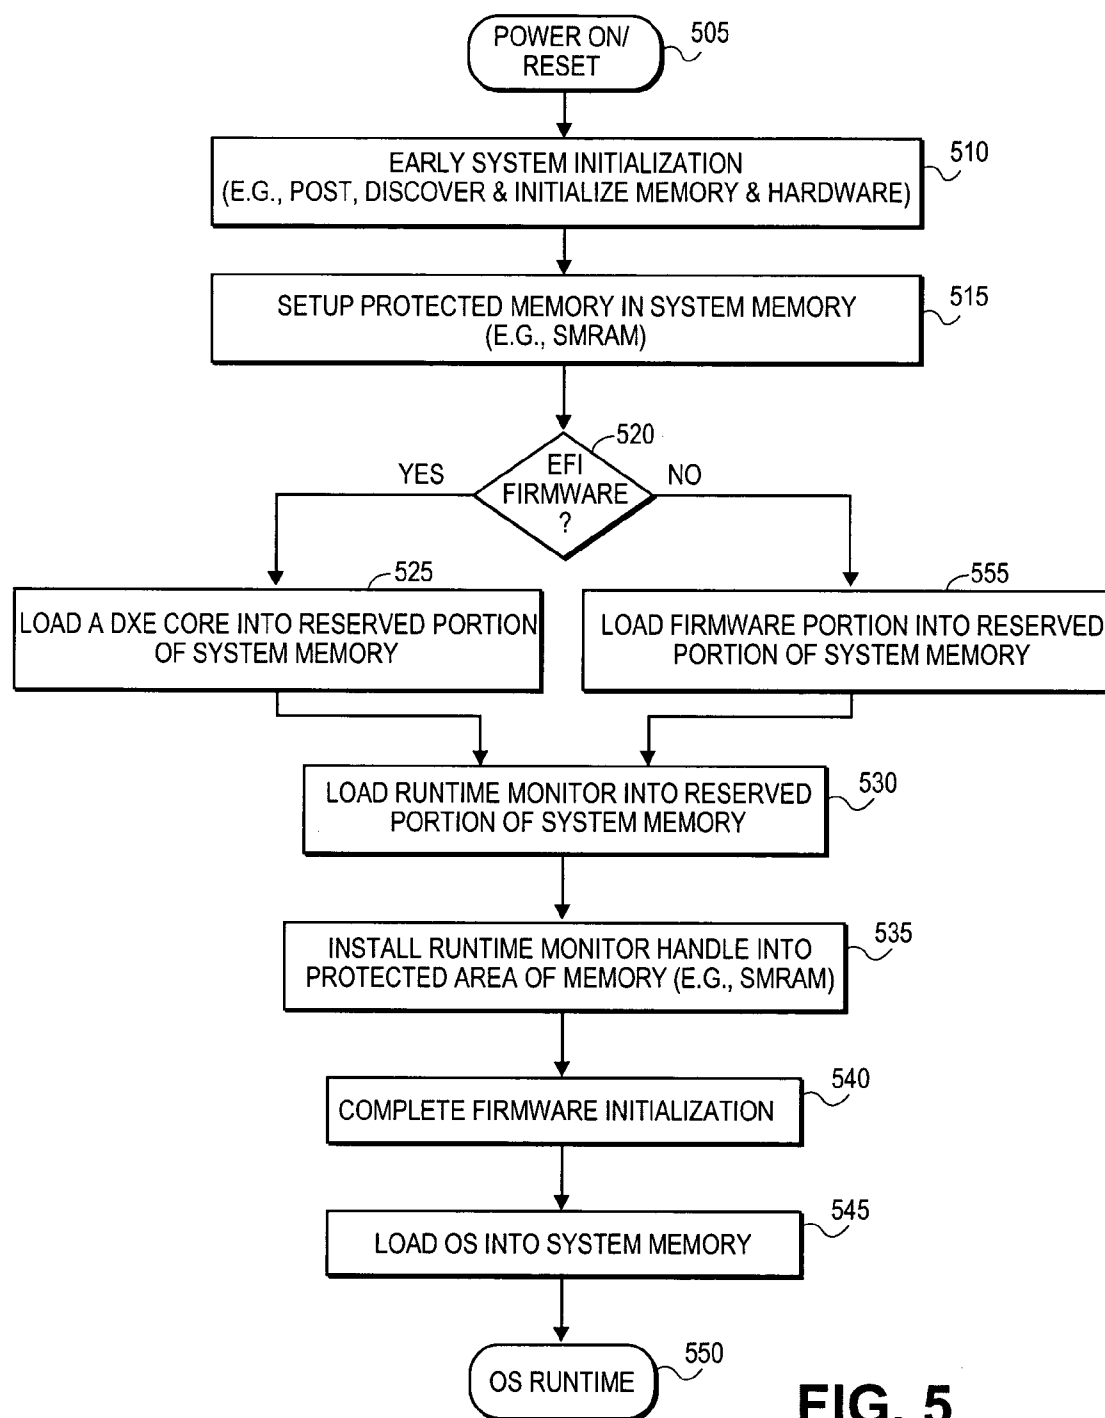 POWER ON/
RESET
505
EARLY SYSTEM INITIALIZATION
(E.G., POST, DISCOVER & INITIALIZE MEMORY & HARDWARE)
510
SETUP PROTECTED MEMORY IN SYSTEM MEMORY
(E.G., SMRAM)
515
520
EFI
FIRMWARE
?
YES
NO
525
LOAD A DXE CORE INTO RESERVED PORTION
OF SYSTEM MEMORY
555
LOAD FIRMWARE PORTION INTO RESERVED
PORTION OF SYSTEM MEMORY
LOAD RUNTIME MONITOR INTO RESERVED
PORTION OF SYSTEM MEMORY
530
INSTALL RUNTIME MONITOR HANDLE INTO
PROTECTED AREA OF MEMORY (E.G., SMRAM)
535
COMPLETE FIRMWARE INITIALIZATION
540
LOAD OS INTO SYSTEM MEMORY
545
OS RUNTIME
550
FIG. 5